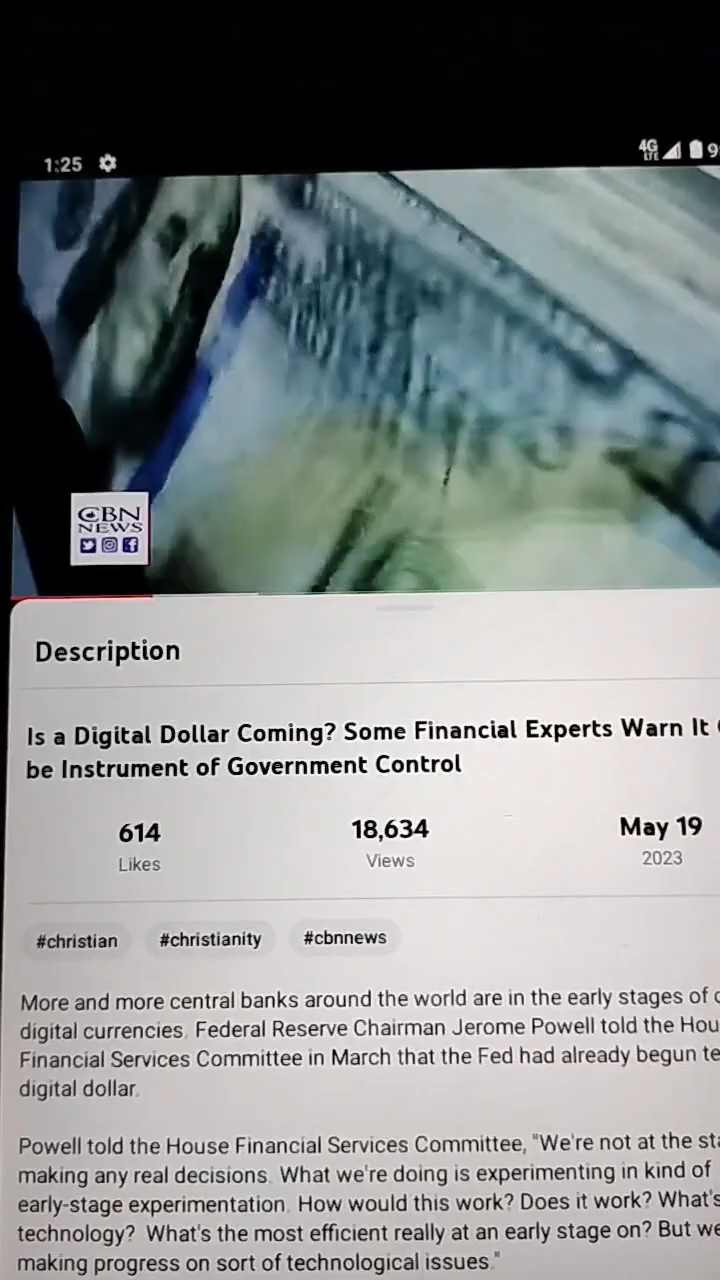 1:25
4G
LTE
9
CBN
NEWS
Description
Is a Digital Dollar Coming? Some Financial Experts Warn It
be Instrument of Government Control
614
18,634
May 19
Likes
Views
2023
#christian
#christianity
#cbnnews
More and more central banks around the world are in the early stages of
digital currencies. Federal Reserve Chairman Jerome Powell told the Hou
Financial Services Committee in March that the Fed had already begun te
digital dollar.
Powell told the House Financial Services Committee, "We're not at the sta
making any real decisions. What we're doing is experimenting in kind of
early-stage experimentation. How would this work? Does it work? What's
technology? What's the most efficient really at an early stage on? But we
making progress on sort of technological issues."